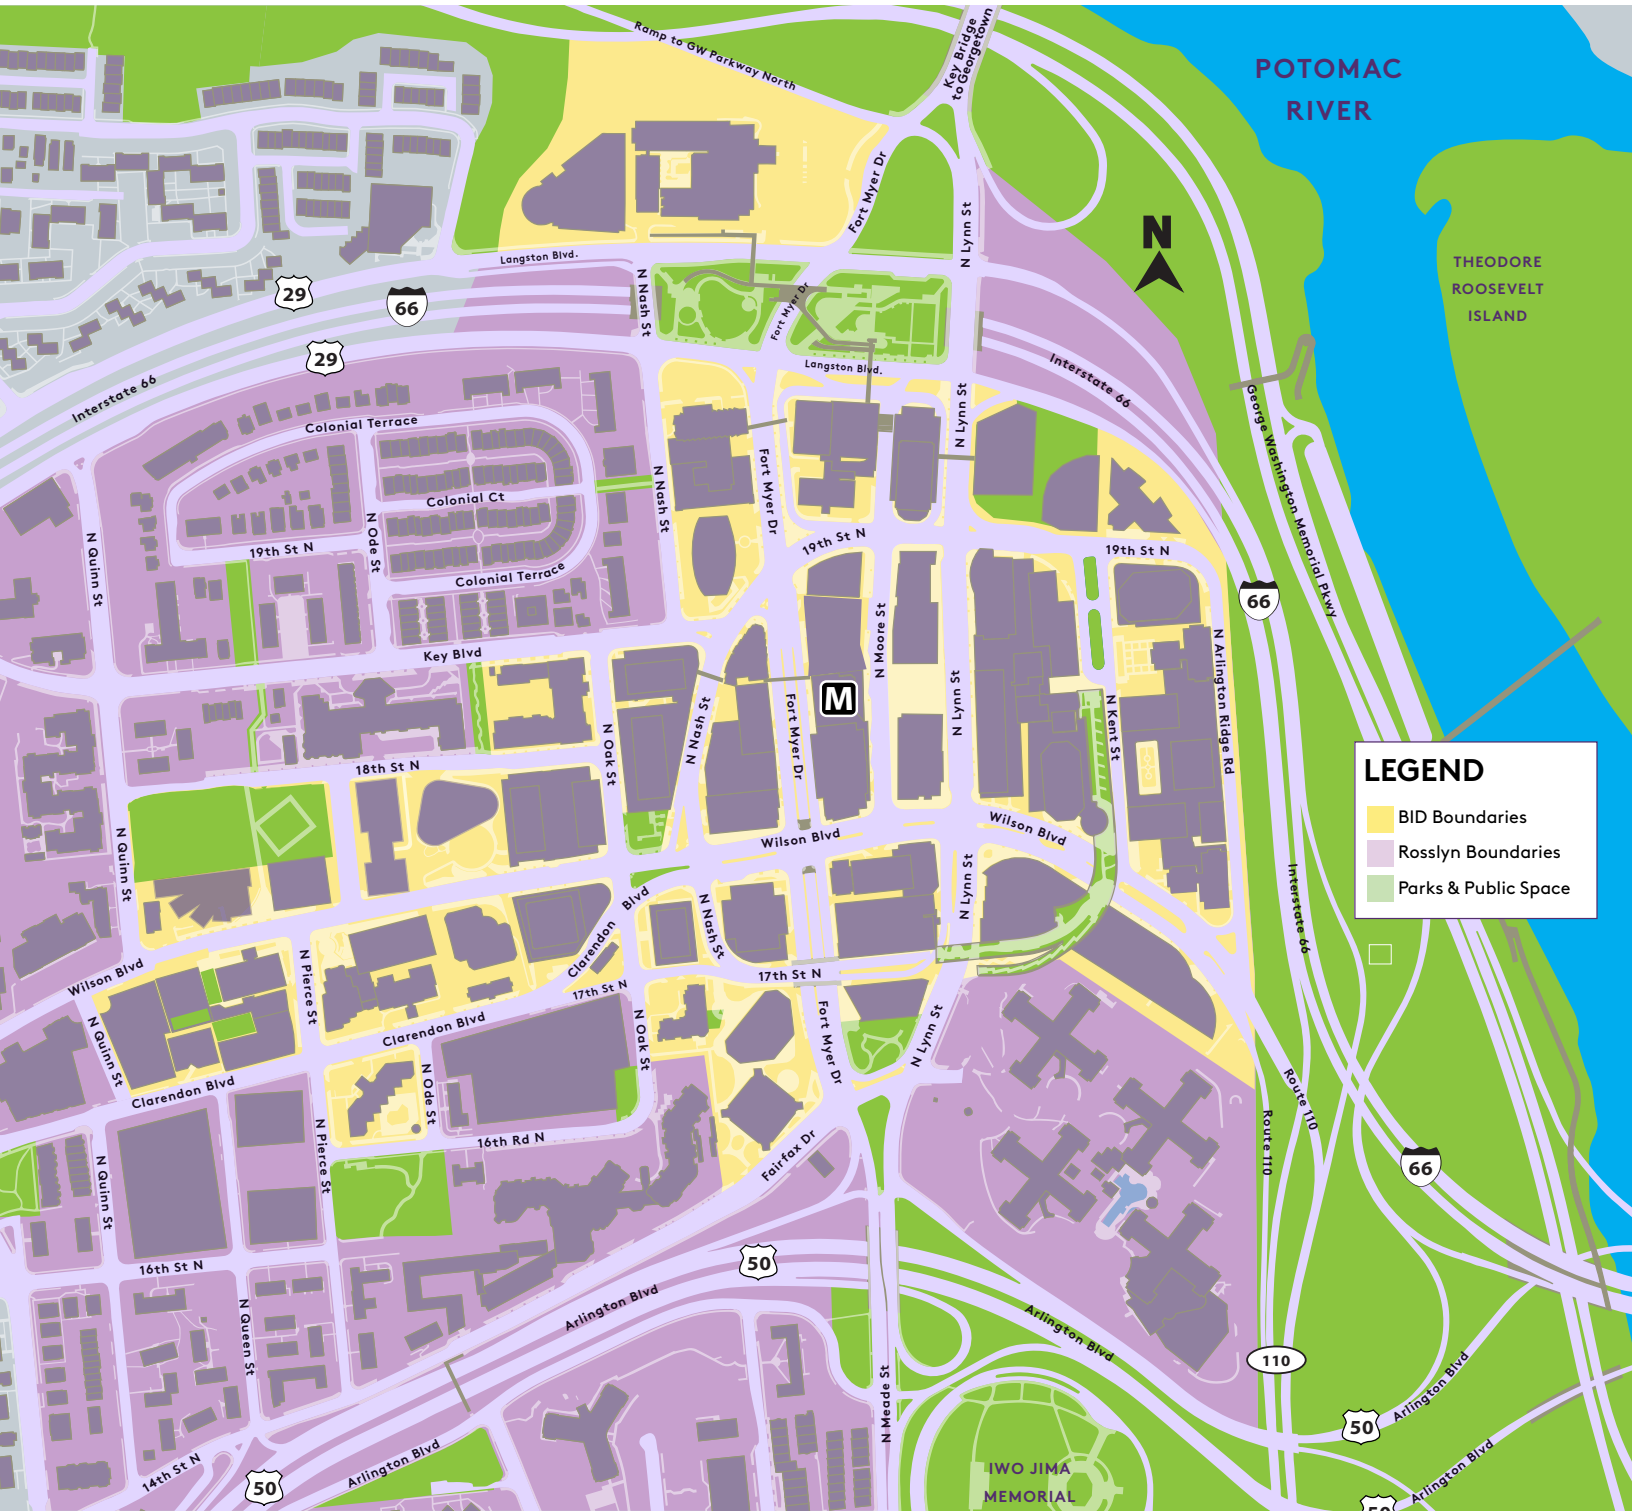 Ramp to GW Parkway North
Key Bridge
to Georgetown
POTOMAC
RIVER
Fort Myer Dr
N Lynn St
N
THEODORE
ROOSEVELT
ISLAND
Langston Blvd.
29
66
N Nash St
Fort Myer Dr
29
Langston Blvd.
Interstate 66
Interstate 66
George Washington Memorial Pkwy
Colonial Terrace
N Lynn St
Fort Myer Dr
N Nash St
Colonial Ct
N Quinn St
N Ode St
19th St N
19th St N
19th St N
Colonial Terrace
66
N Moore St
N Arlington Ridge Rd
Key Blvd
M
N Lynn St
N Nash St
Fort Myer Dr
N Kent St
N Oak St
18th St N
LEGEND
BID Boundaries
Rosslyn Boundaries
Parks & Public Space
Wilson Blvd
Wilson Blvd
N Quinn St
N Lynn St
Clarendon Blvd
N Nash St
Interstate 66
Wilson Blvd
N Pierce St
17th St N
17th St N
N Quinn St
Clarendon Blvd
N Oak St
Fort Myer Dr
N Lynn St
Clarendon Blvd
N Ode St
Route 110
Route 110
N Pierce St
16th Rd N
Fairfax Dr
66
N Quinn St
16th St N
50
Arlington Blvd
Arlington Blvd
N Queen St
110
N Meade St
Arlington Blvd
50
14th St N
Arlington Blvd
50
Arlington Blvd
IWO JIMA
MEMORIAL
50